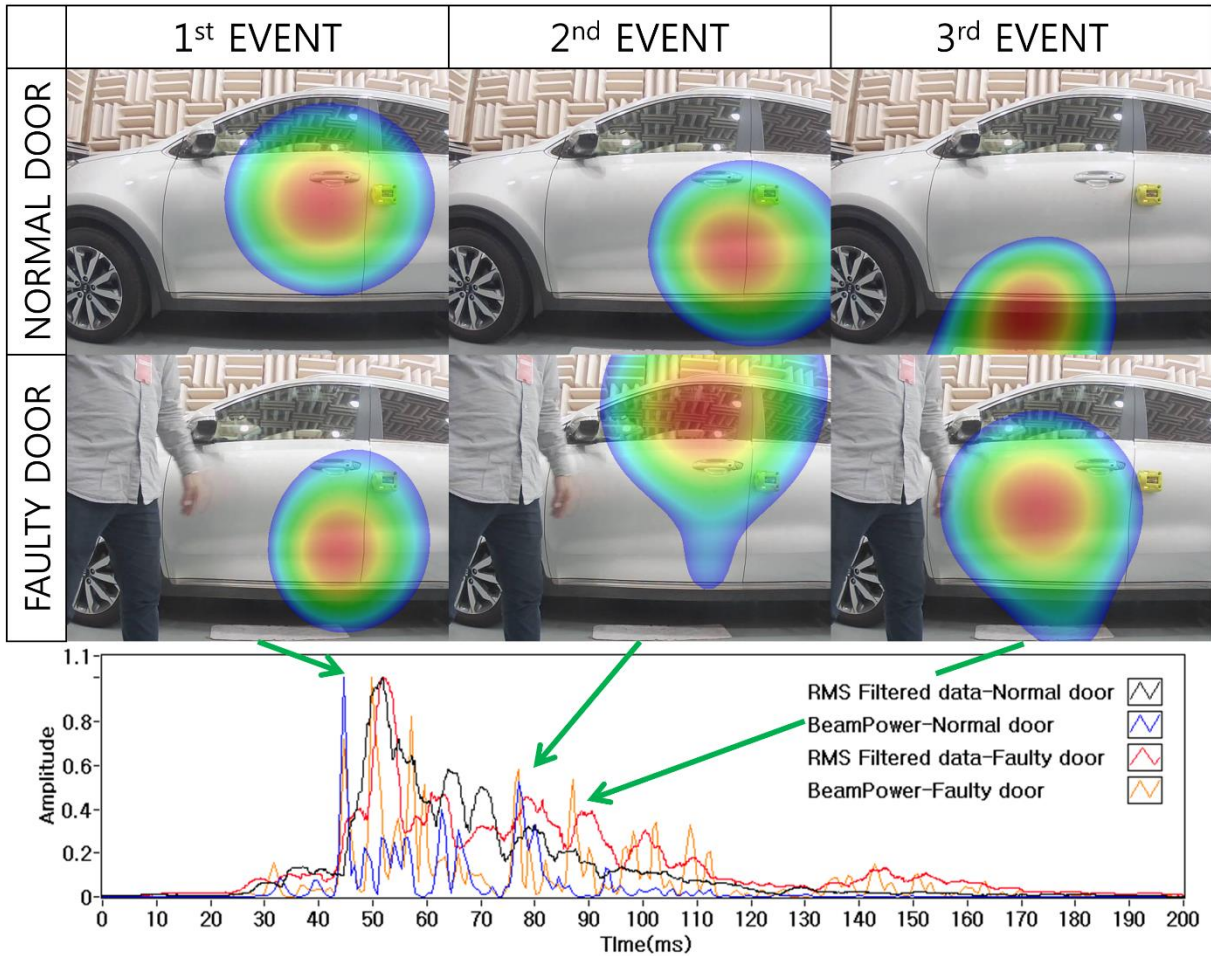 1st EVENT
2nd EVENT
3rd EVENT
NORMAL DOOR
FAULTY DOOR
Amplitude
1.1
0.8
0.6
0.4
0.2
0
RMS Filtered data-Normal door
BeamPower-Normal door
RMS Filtered data-Faulty door
BeamPower-Faulty door
0 10 20 30 40 50 60 70 80 90 100 110 120 130 140 150 160 170 180 190 200
Time(ms)